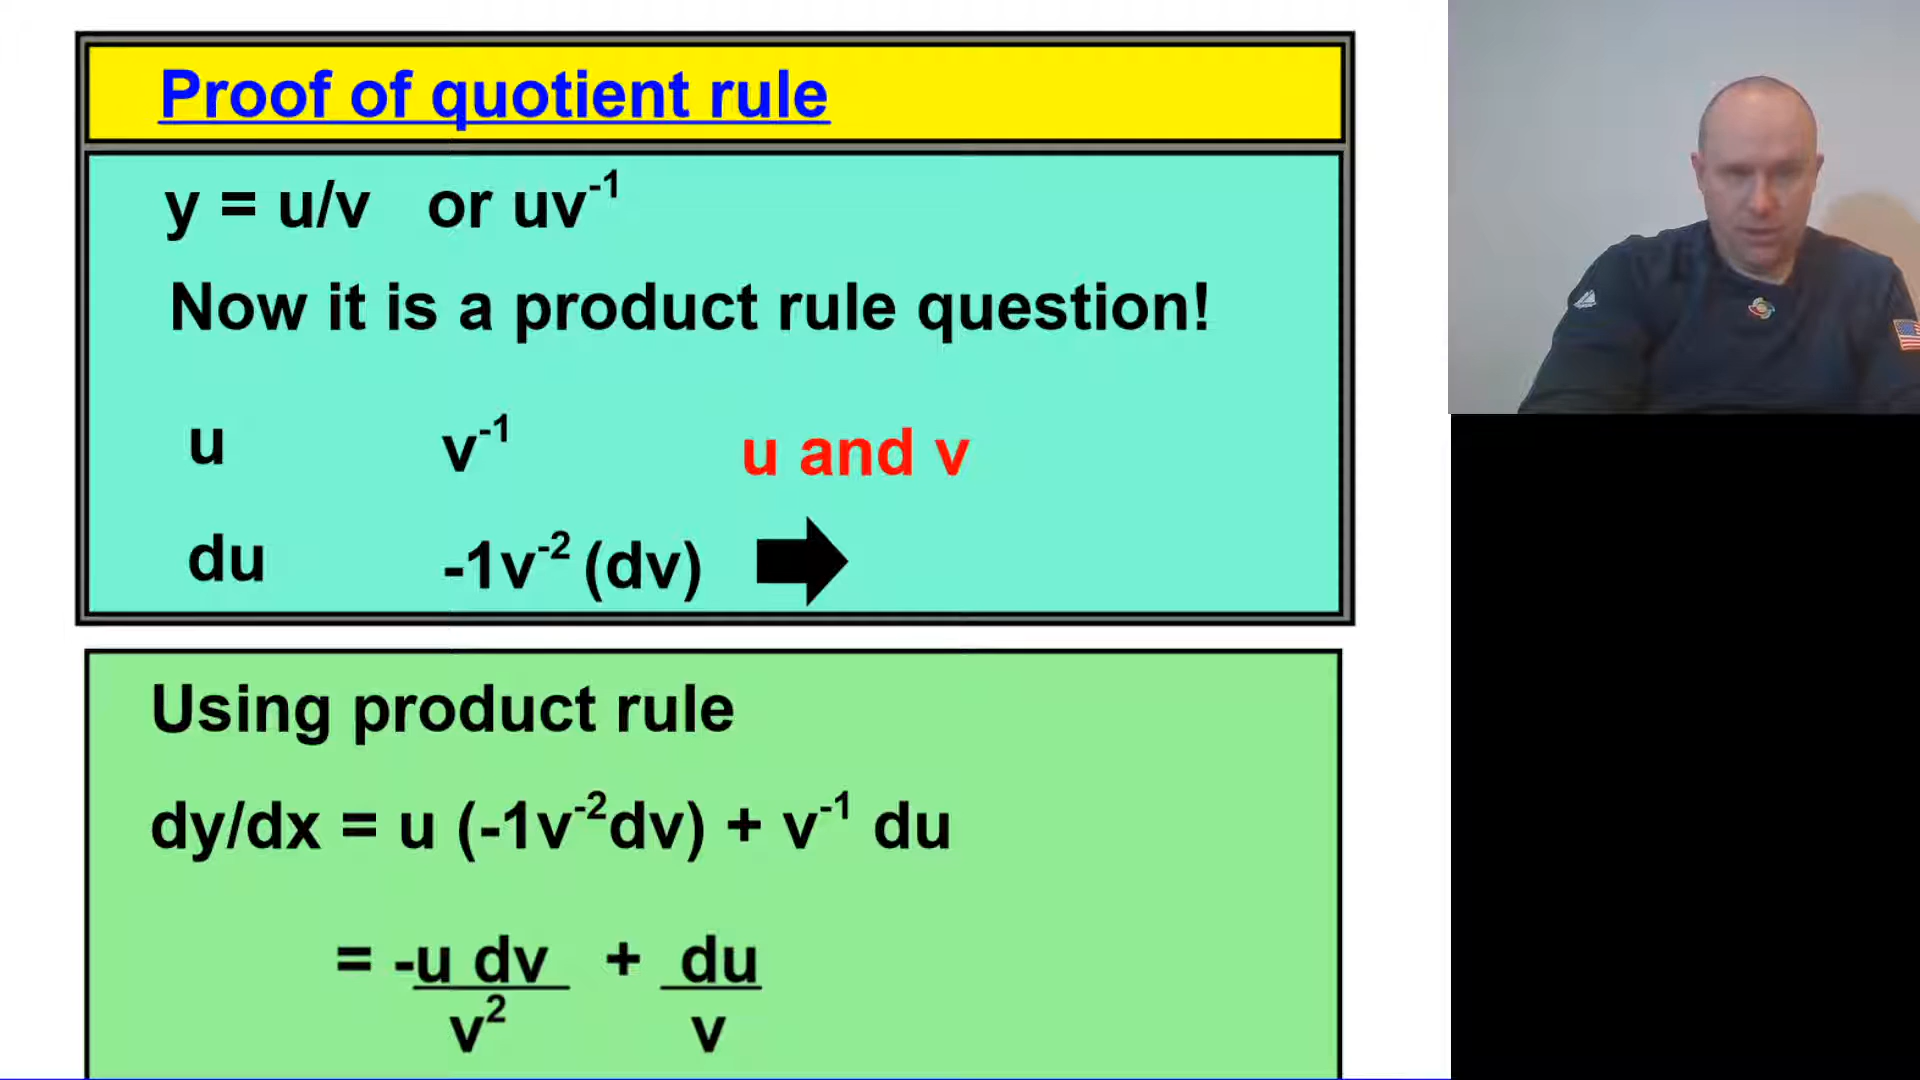 Proof of quotient rule
y = u/v or uv⁻¹
Now it is a product rule question!
u v⁻¹ u and v
du -1v⁻² (dv)
Using product rule
dy/dx = u (-1v⁻²dv) + v⁻¹ du
= -u dv + du
v² v